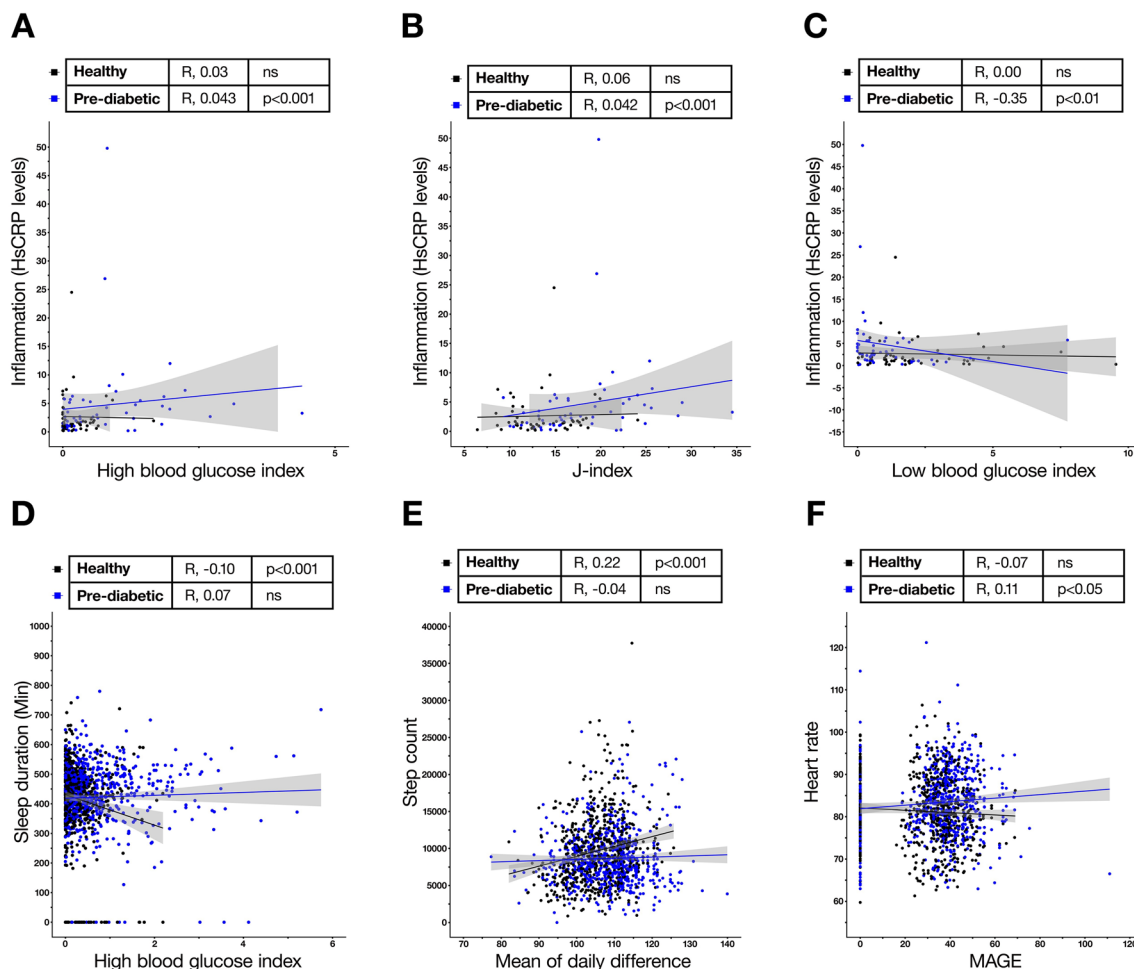 A
Healthy R, 0.03 ns
Pre-diabetic R, 0.043 p<0.001
Inflammation (HsCRP levels)
50
45
40
35
30
25
20
15
10
5
0
0 5
High blood glucose index
B
Healthy R, 0.06 ns
Pre-diabetic R, 0.042 p<0.001
Inflammation (HsCRP levels)
50
45
40
35
30
25
20
15
10
5
0
5 10 15 20 25 30 35
J-index
C
Healthy R, 0.00 ns
Pre-diabetic R, -0.35 p<0.01
Inflammation (HsCRP levels)
50
45
40
35
30
25
20
15
10
5
0
-5
-10
-15
0 5 10
Low blood glucose index
D
Healthy R, -0.10 p<0.001
Pre-diabetic R, 0.07 ns
Sleep duration (Min)
1000
900
800
700
600
500
400
300
200
100
0
0 2 4 6
High blood glucose index
E
Healthy R, 0.22 p<0.001
Pre-diabetic R, -0.04 ns
Step count
40000
35000
30000
25000
20000
15000
10000
5000
0
70 80 90 100 110 120 130 140
Mean of daily difference
F
Healthy R, -0.07 ns
Pre-diabetic R, 0.11 p<0.05
Heart rate
120
110
100
90
80
70
60
0 20 40 60 80 100 120
MAGE